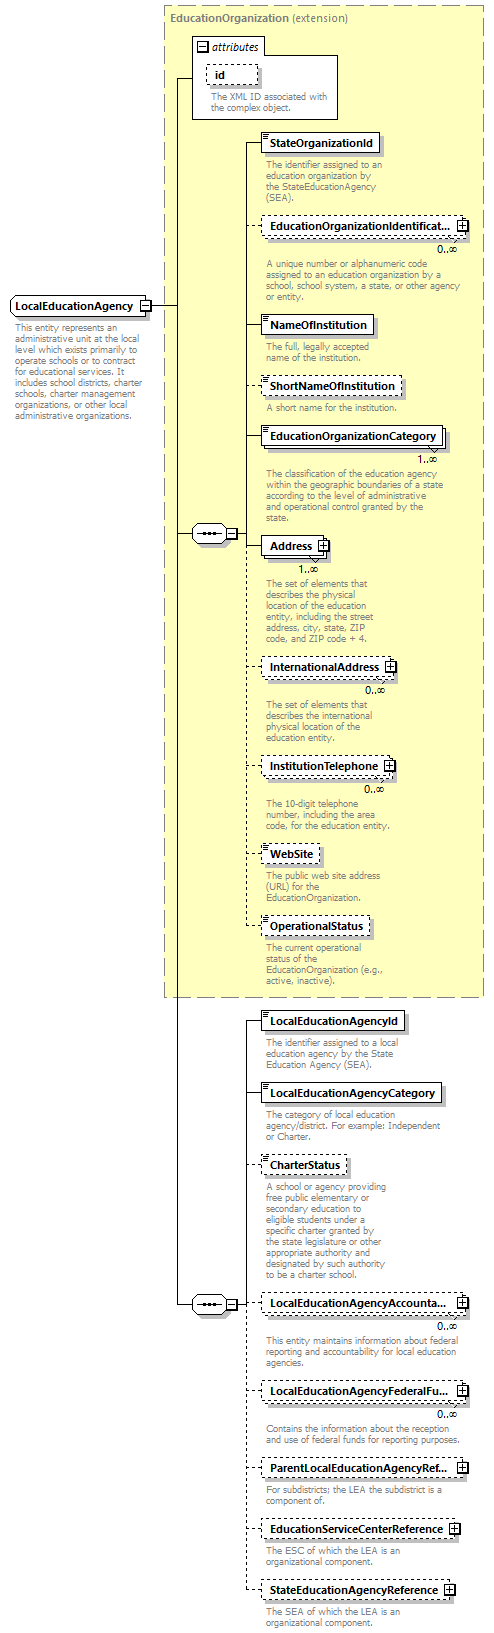 EducationOrganization (extension)
attributes
id
The XML ID associated with
the complex object.
StateOrganizationId
The identifier assigned to an
education organization by
the StateEducationAgency
(SEA).
EducationOrganizationIdentificat...
0..∞
A unique number or alphanumeric code
assigned to an education organization by a
school, school system, a state, or other agency
or entity.
LocalEducationAgency
This entity represents an
administrative unit at the local
level which exists primarily to
operate schools or to contract
for educational services. It
includes school districts, charter
schools, charter management
organizations, or other local
administrative organizations.
NameOfInstitution
The full, legally accepted
name of the institution.
ShortNameOfInstitution
A short name for the institution.
EducationOrganizationCategory
1..∞
The classification of the education agency
within the geographic boundaries of a state
according to the level of administrative
and operational control granted by the
state.
Address
1..∞
The set of elements that
describes the physical
location of the education
entity, including the street
address, city, state, ZIP
code, and ZIP code + 4.
InternationalAddress
0..∞
The set of elements that
describes the international
physical location of the
education entity.
InstitutionTelephone
0..∞
The 10-digit telephone
number, including the area
code, for the education entity.
WebSite
The public web site address
(URL) for the
EducationOrganization.
OperationalStatus
The current operational
status of the
EducationOrganization (e.g.,
active, inactive).
LocalEducationAgencyId
The identifier assigned to a local
education agency by the State
Education Agency (SEA).
LocalEducationAgencyCategory
The category of local education
agency/district. For example: Independent
or Charter.
CharterStatus
A school or agency providing
free public elementary or
secondary education to
eligible students under a
specific charter granted by
the state legislature or other
appropriate authority and
designated by such authority
to be a charter school.
LocalEducationAgencyAccounta...
0..∞
This entity maintains information about federal
reporting and accountability for local education
agencies.
LocalEducationAgencyFederalFu...
0..∞
Contains the information about the reception
and use of federal funds for reporting purposes.
ParentLocalEducationAgencyRef...
For subdistricts; the LEA the subdistrict is a
component of.
EducationServiceCenterReference
The ESC of which the LEA is an
organizational component.
StateEducationAgencyReference
The SEA of which the LEA is an
organizational component.